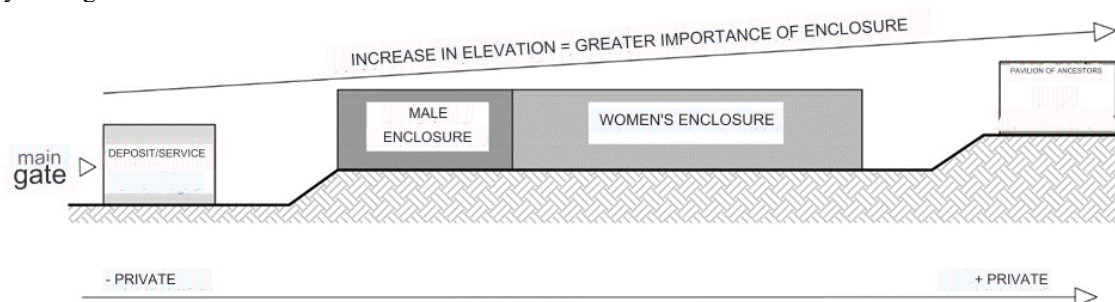 INCREASE IN ELEVATION = GREATER IMPORTANCE OF ENCLOSURE
PAVILION OF ANCESTORS
MALE
ENCLOSURE
WOMEN'S ENCLOSURE
DEPOSIT/SERVICE
main
gate
- PRIVATE
+ PRIVATE